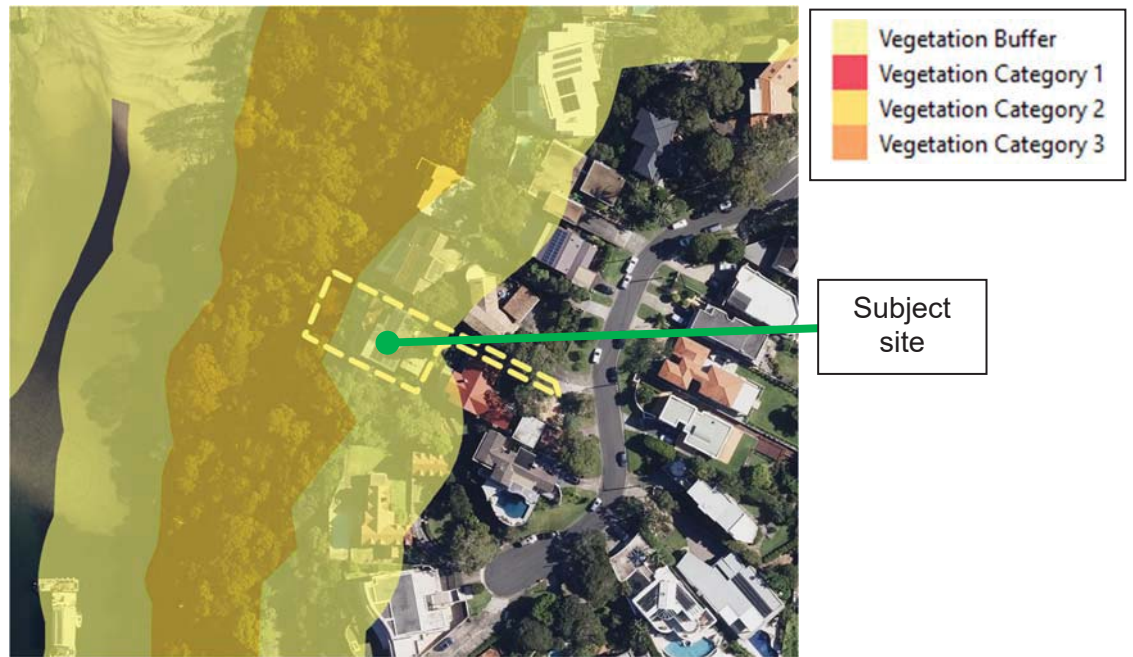 Vegetation Buffer
Vegetation Category 1
Vegetation Category 2
Vegetation Category 3
Subject
site